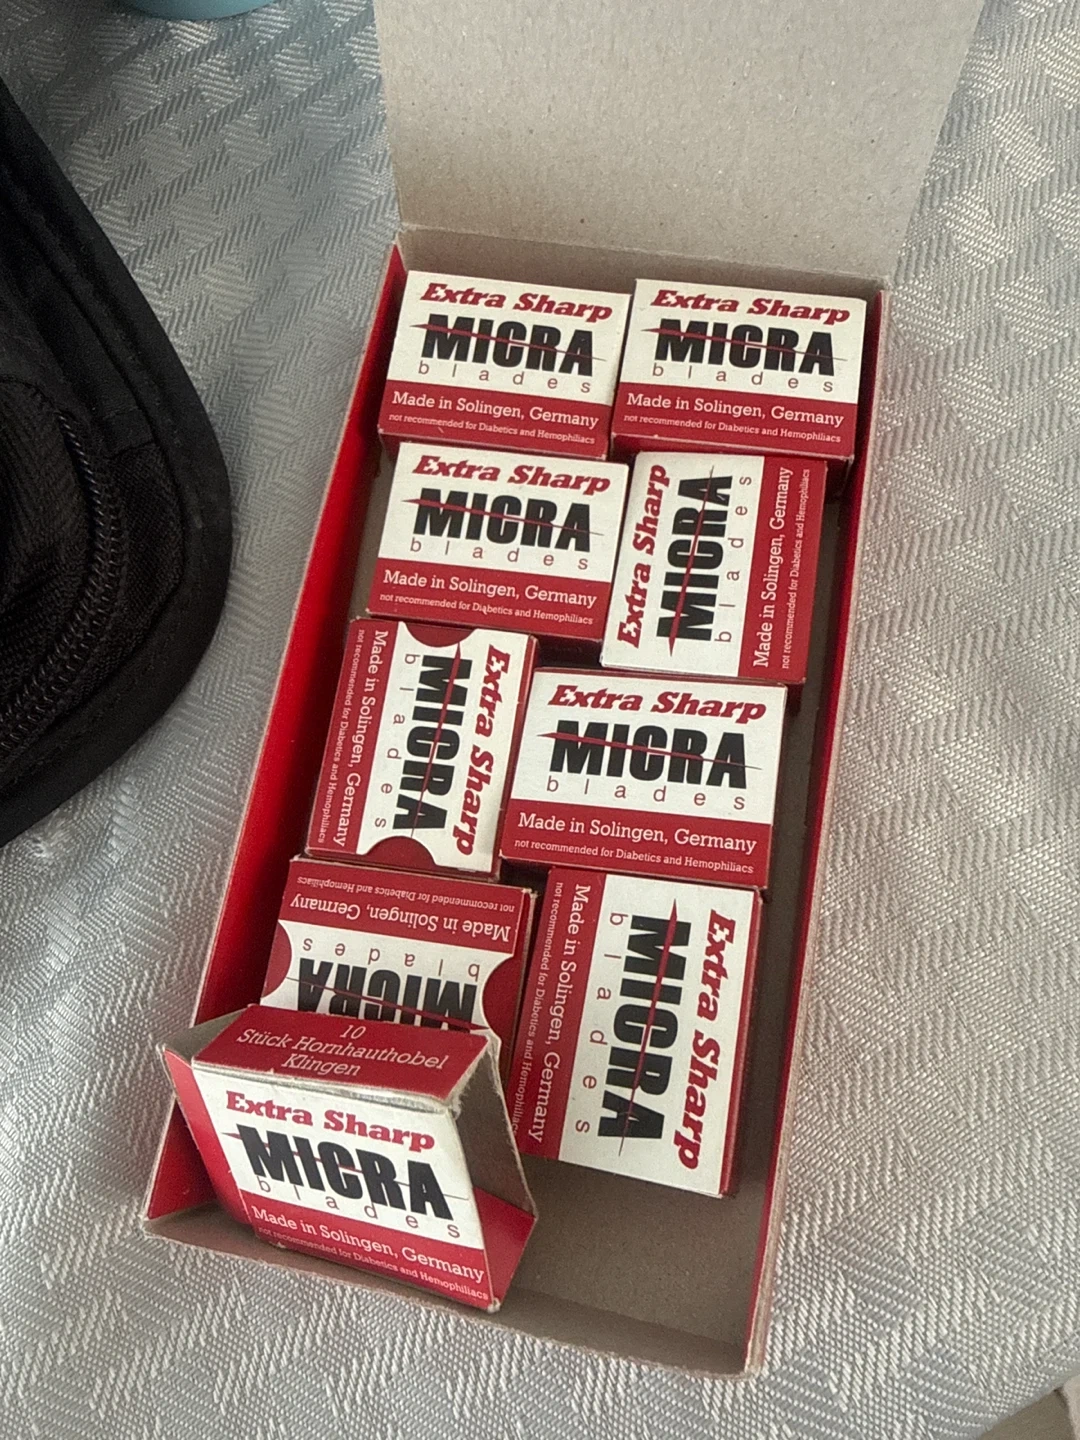 Extra Sharp
MICRA
blades
Made in Solingen, Germany
not recommended for Diabetics and Hemophiliacs
Extra Sharp
MICRA
blades
Made in Solingen, Germany
not recommended for Diabetics and Hemophiliacs
Extra Sharp
MICRA
blades
Made in Solingen, Germany
not recommended for Diabetics and Hemophiliacs
Extra Sharp
MICRA
blades
Made in Solingen, Germany
not recommended for Diabetics and Hemophiliacs
Extra Sharp
MICRA
blades
Made in Solingen, Germany
not recommended for Diabetics and Hemophiliacs
Extra Sharp
MICRA
blades
Made in Solingen, Germany
not recommended for Diabetics and Hemophiliacs
MICRA
blades
Made in Solingen, Germany
not recommended for Diabetics and Hemophiliacs
Extra Sharp
MICRA
blades
Made in Solingen, Germany
not recommended for Diabetics and Hemophiliacs
10
Stück Hornhauthobel
Klingen
Extra Sharp
MICRA
blades
Made in Solingen, Germany
not recommended for Diabetics and Hemophiliacs